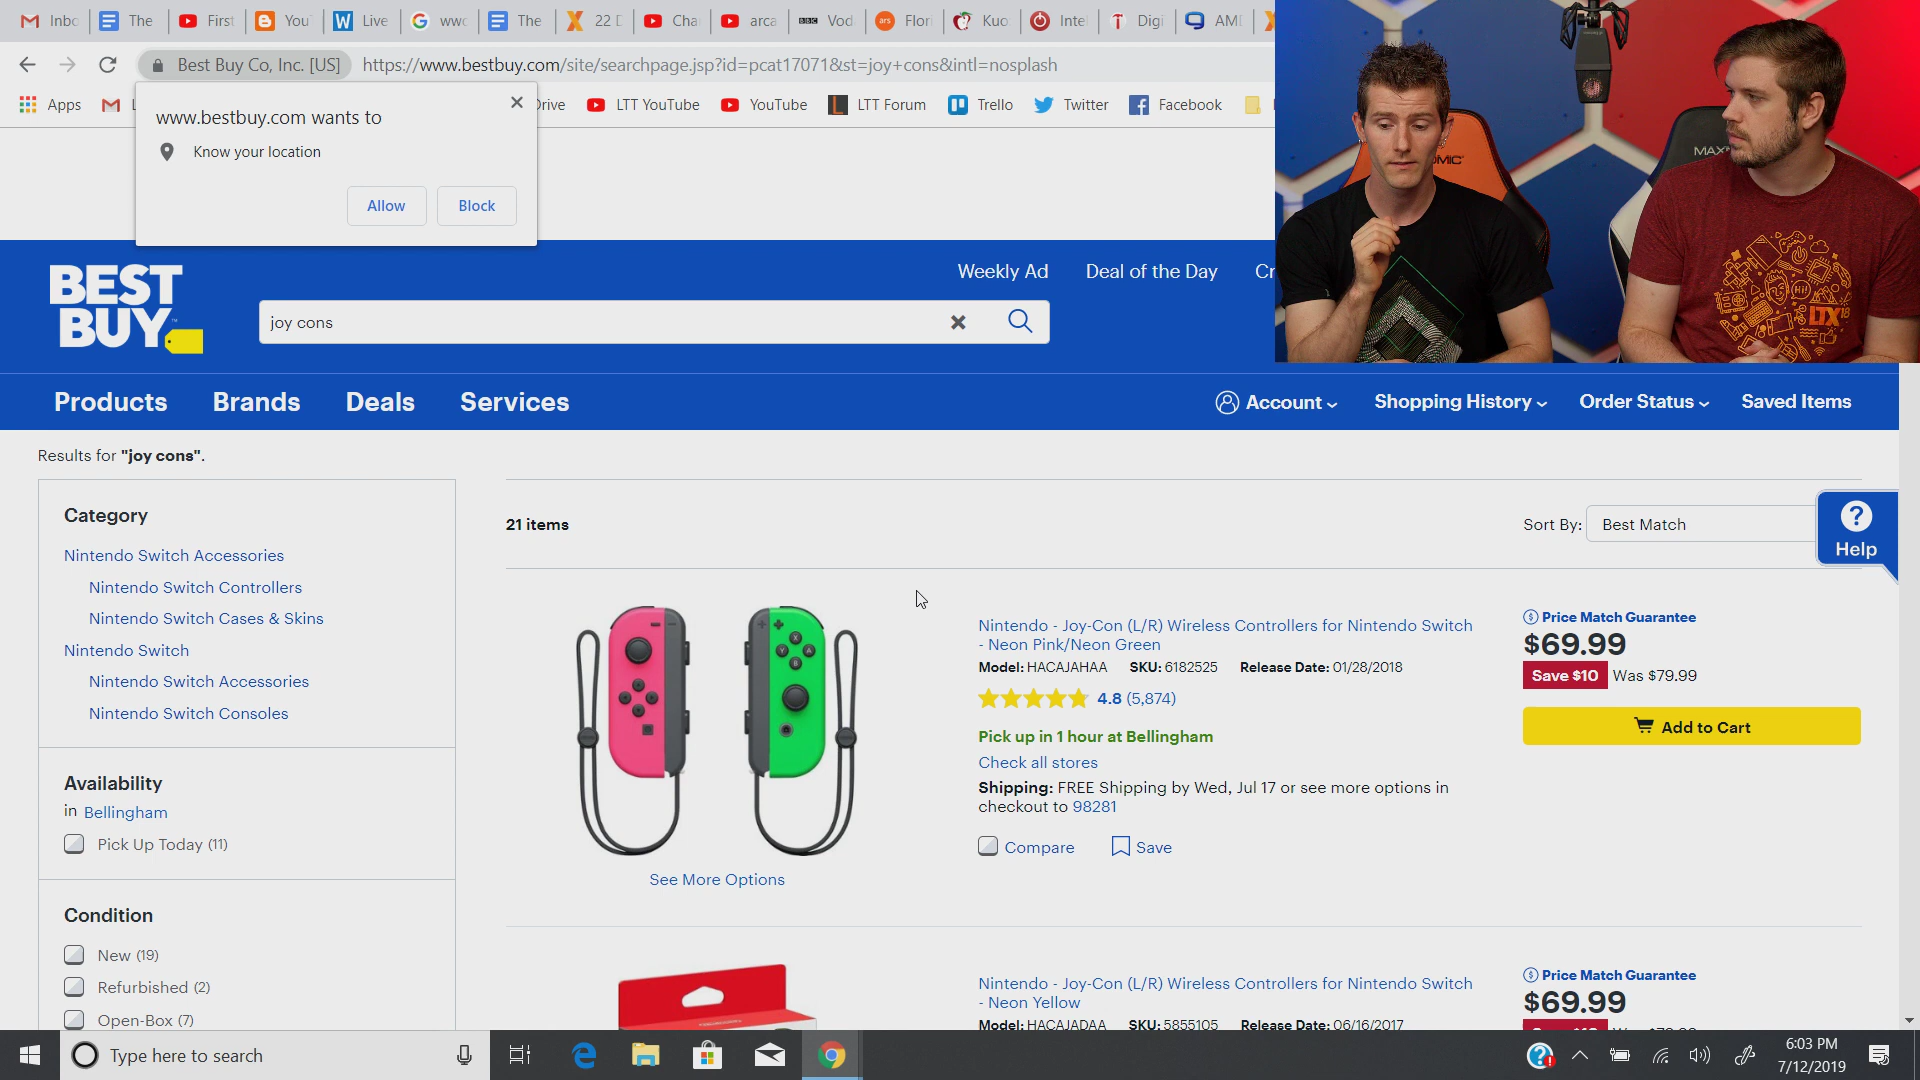 Inbo
The
First
You
Live
wwd
The
22 D
Cha
arca
BBC
Vod
ars
Flori
Kuo
Inte
Digi
AMD
Best Buy Co, Inc. [US]
https://www.bestbuy.com/site/searchpage.jsp?id=pcat17071&st=joy+cons&intl=nosplash
Apps
L
Drive
LTT YouTube
YouTube
LTT Forum
Trello
Twitter
Facebook
www.bestbuy.com wants to
Know your location
Allow
Block
MAX
LTX
18
BEST
BUY
Weekly Ad
Deal of the Day
Cr
joy cons
Products
Brands
Deals
Services
Account
Shopping History
Order Status
Saved Items
Results for "joy cons".
Category
Nintendo Switch Accessories
Nintendo Switch Controllers
Nintendo Switch Cases & Skins
Nintendo Switch
Nintendo Switch Accessories
Nintendo Switch Consoles
Availability
in Bellingham
Pick Up Today (11)
Condition
New (19)
Refurbished (2)
Open-Box (7)
21 items
Sort By:
Best Match
Help
See More Options
Nintendo - Joy-Con (L/R) Wireless Controllers for Nintendo Switch
- Neon Pink/Neon Green
Model: HACAJAHAA SKU: 6182525 Release Date: 01/28/2018
4.8 (5,874)
Pick up in 1 hour at Bellingham
Check all stores
Shipping: FREE Shipping by Wed, Jul 17 or see more options in
checkout to 98281
Compare
Save
Price Match Guarantee
$69.99
Save $10 Was $79.99
Add to Cart
Nintendo - Joy-Con (L/R) Wireless Controllers for Nintendo Switch
- Neon Yellow
Model: HACAJADAA SKU: 5855105 Release Date: 06/16/2017
Price Match Guarantee
$69.99
Type here to search
6:03 PM
7/12/2019